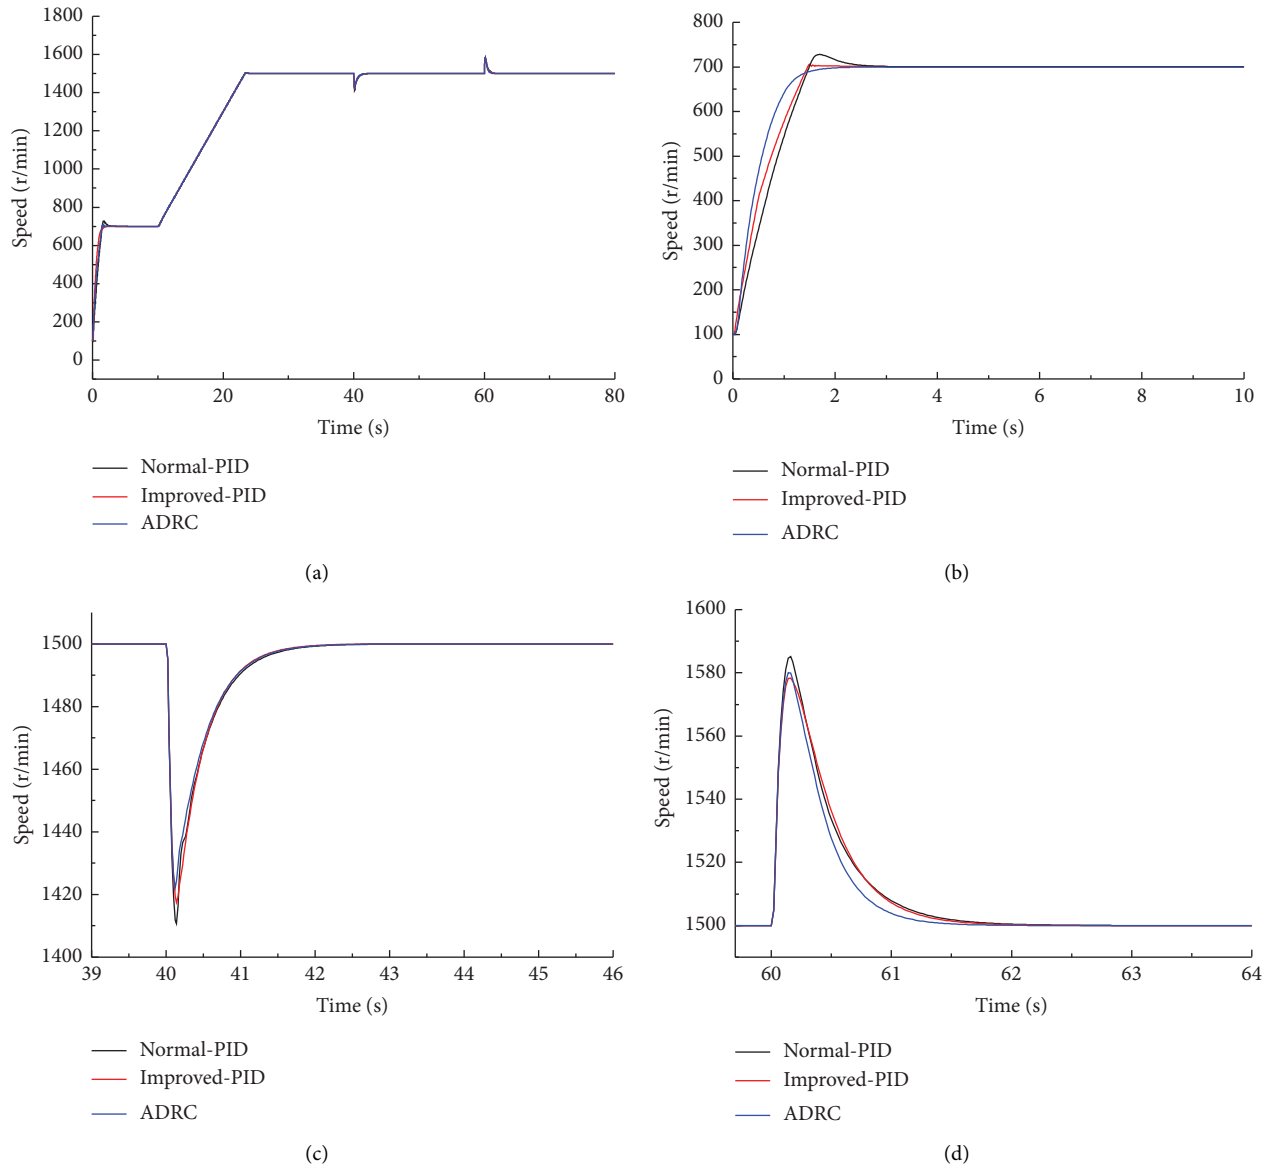 1800
1600
1400
1200
1000
800
600
400
200
0
Speed (r/min)
0 20 40 60 80
Time (s)
Normal-PID
Improved-PID
ADRC
(a)
800
700
600
500
400
300
200
100
0
Speed (r/min)
0 2 4 6 8 10
Time (s)
Normal-PID
Improved-PID
ADRC
(b)
1500
1480
1460
1440
1420
1400
Speed (r/min)
39 40 41 42 43 44 45 46
Time (s)
Normal-PID
Improved-PID
ADRC
(c)
1600
1580
1560
1540
1520
1500
Speed (r/min)
60 61 62 63 64
Time (s)
Normal-PID
Improved-PID
ADRC
(d)